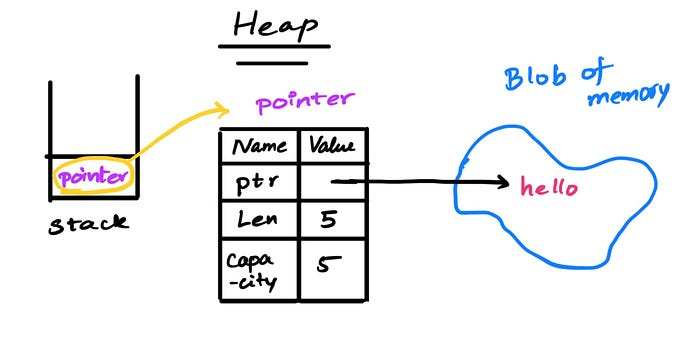 Heap
pointer
stack
pointer
Name Value
ptr
Len 5
Capa
-city 5
Blob of
memory
hello